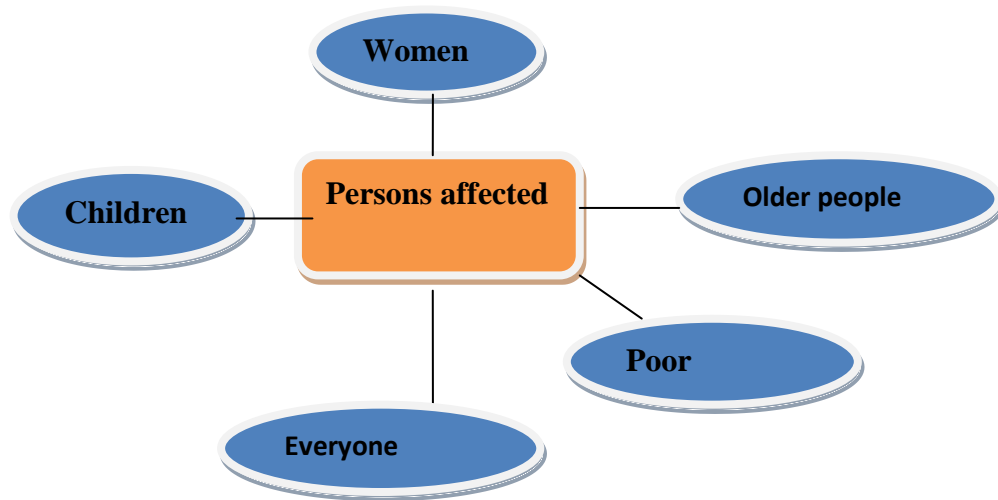 Women
Persons affected
Older people
Children
Poor
Everyone